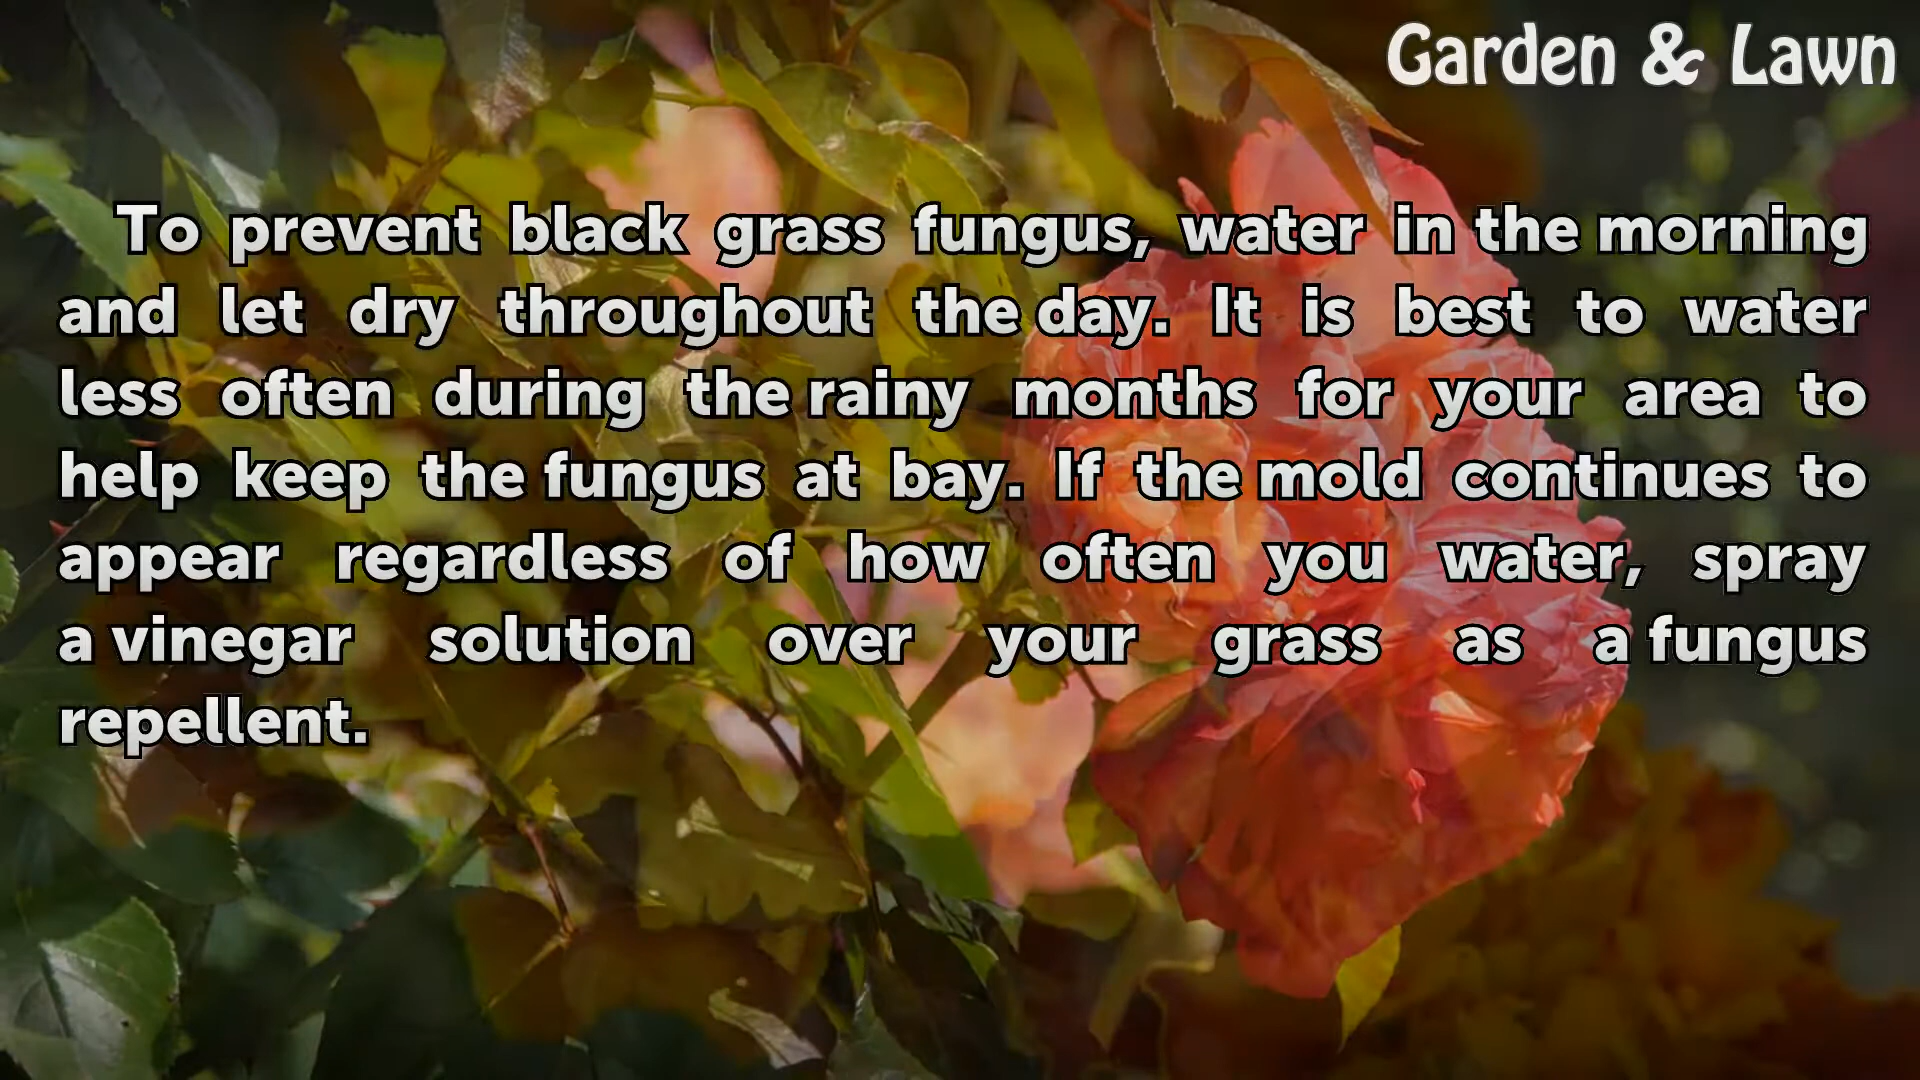 Garden & Lawn
To prevent black grass fungus, water in the morning
and let dry throughout the day. It is best to water
less often during the rainy months for your area to
help keep the fungus at bay. If the mold continues to
appear regardless of how often you water, spray
a vinegar solution over your grass as a fungus
repellent.